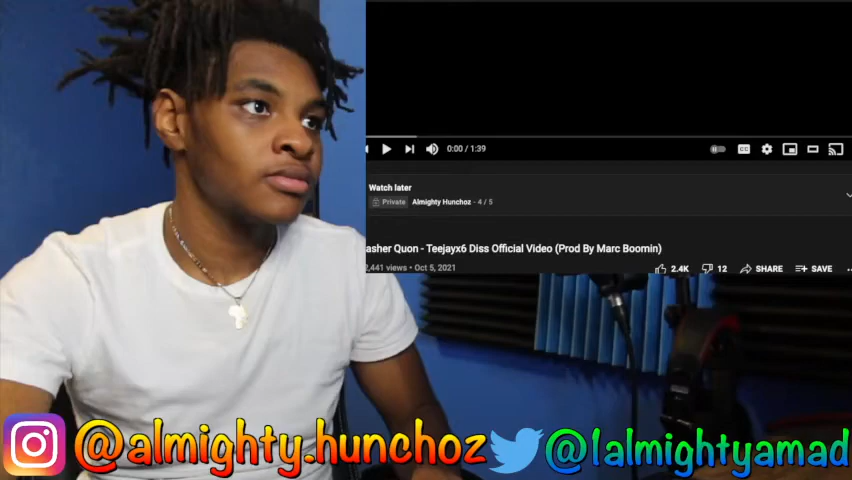 0:00 / 1:39
CC
Watch later
Private Almighty Hunchoz - 4 / 5
asher Quon - Teejayx6 Diss Official Video (Prod By Marc Boomin)
2,441 views • Oct 5, 2021 2.4K 12 SHARE SAVE
@almighty.hunchoz @1almightyamad